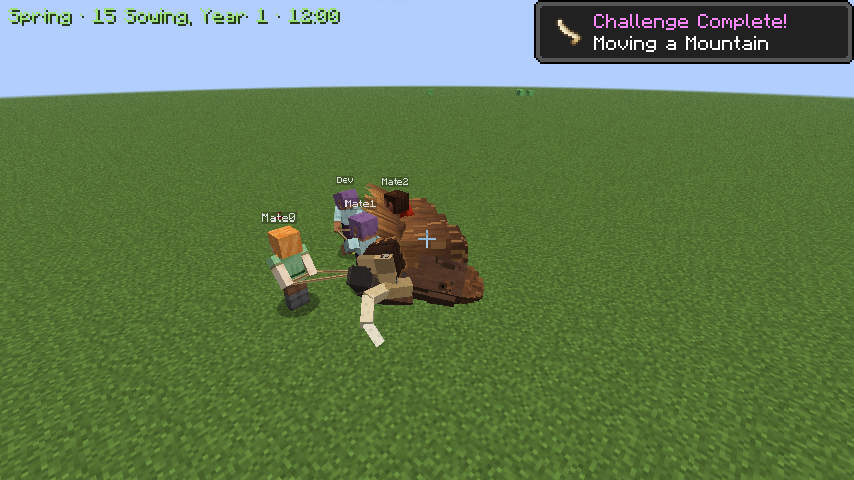 Spring · 15 Sowing, Year 1 · 12:00
Challenge Complete!
Moving a Mountain
Dev
Mate2
Mate1
Mate0